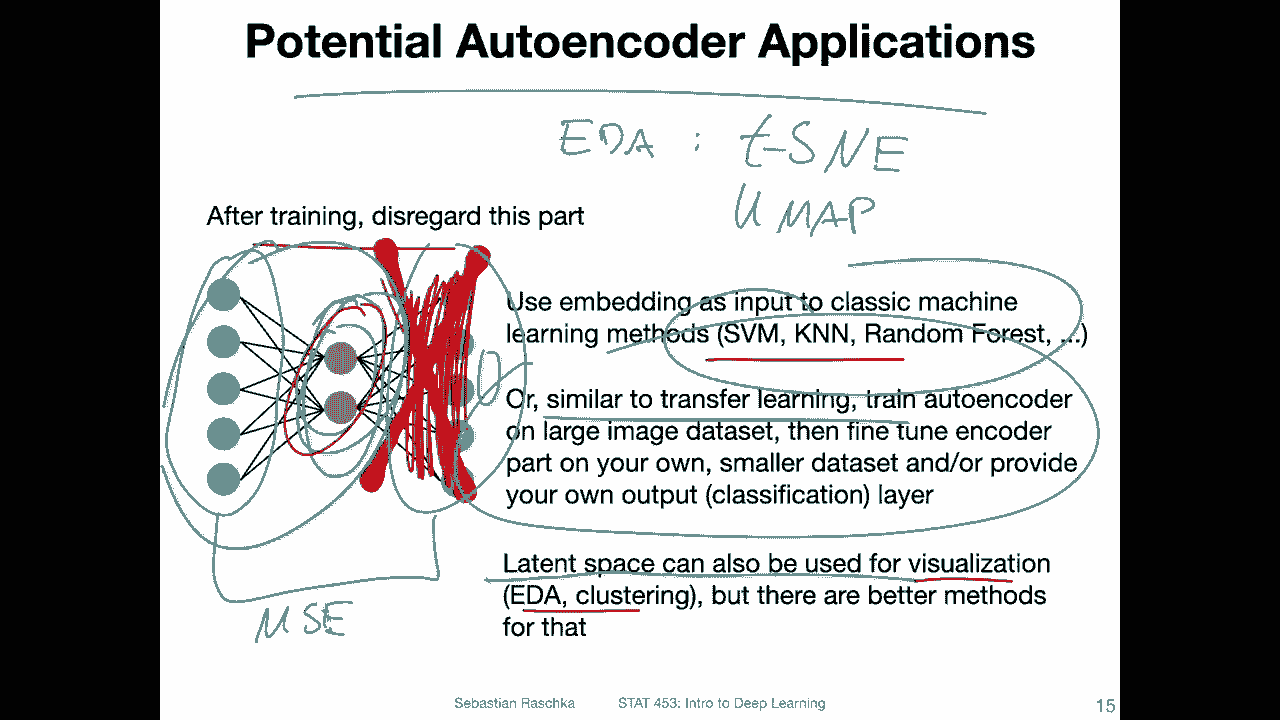 Potential Autoencoder Applications
EDA : t-SNE
UMAP
After training, disregard this part
Use embedding as input to classic machine
learning methods (SVM, KNN, Random Forest, ...)
Or, similar to transfer learning, train autoencoder
on large image dataset, then fine tune encoder
part on your own, smaller dataset and/or provide
your own output (classification) layer
Latent space can also be used for visualization
(EDA, clustering), but there are better methods
for that
MSE
Sebastian Raschka STAT 453: Intro to Deep Learning 15